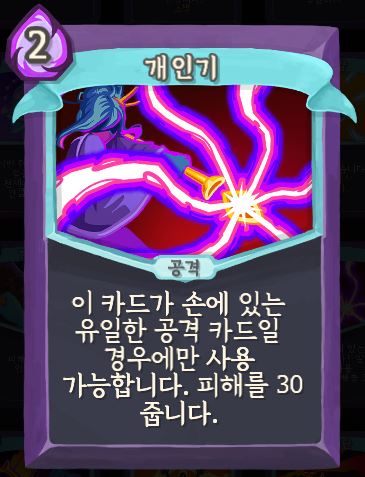 2
개인기
공격
이 카드가 손에 있는
유일한 공격 카드일
경우에만 사용
가능합니다. 피해를 30
줍니다.